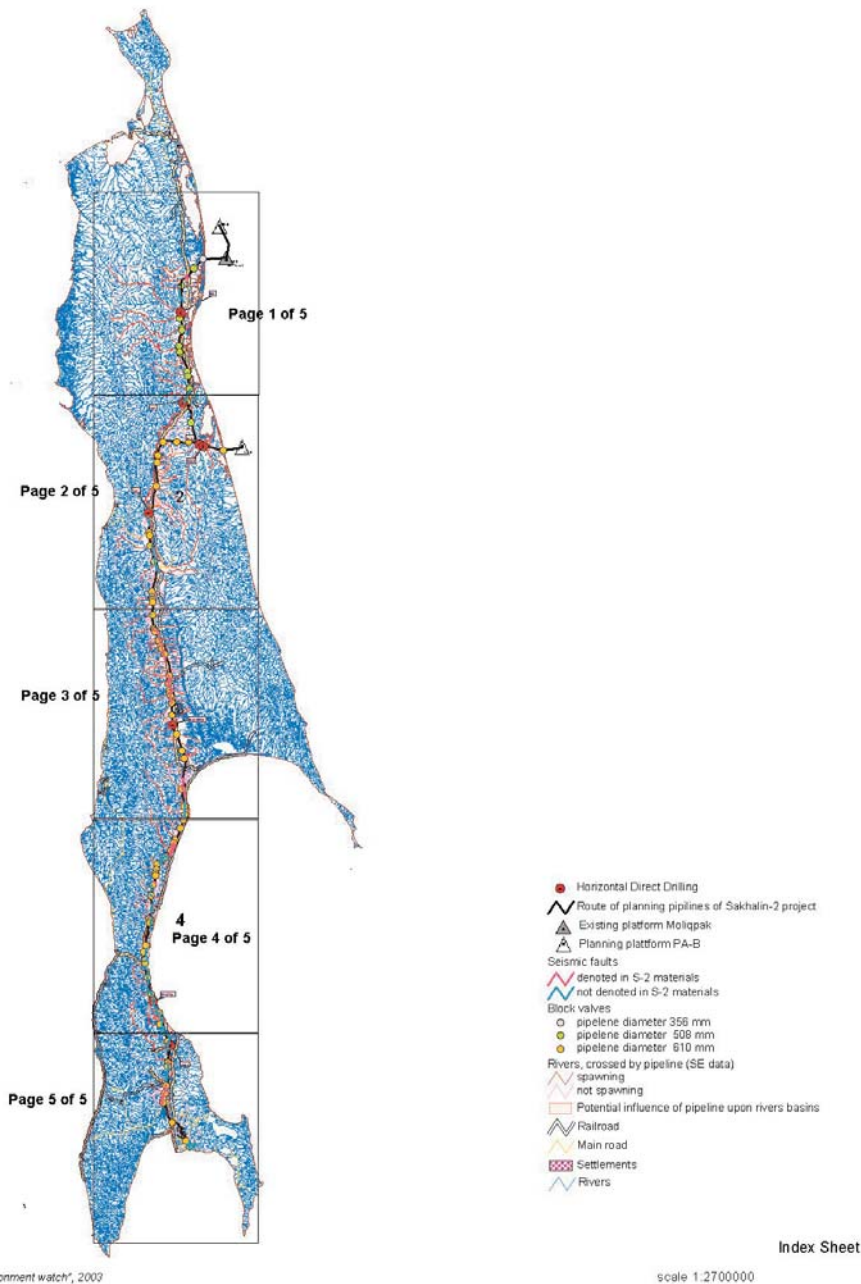 Page 1 of 5
2
Page 2 of 5
Page 3 of 5
4
Page 4 of 5
Page 5 of 5
Horizontal Direct Drilling
Route of planning pipilines of Sakhalin-2 project
Existing platform Moliqpak
Planning plattform PA-B
Seismic faults
denoted in S-2 materials
not denoted in S-2 materials
Block valves
pipelene diameter 356 mm
pipelene diameter 508 mm
pipelene diameter 610 mm
Rivers, crossed by pipeline (SE data)
spawning
not spawning
Potential influence of pipeline upon rivers basins
Railroad
Main road
Settlements
Rivers
Index Sheet
onment watch", 2003
scale 1:2700000